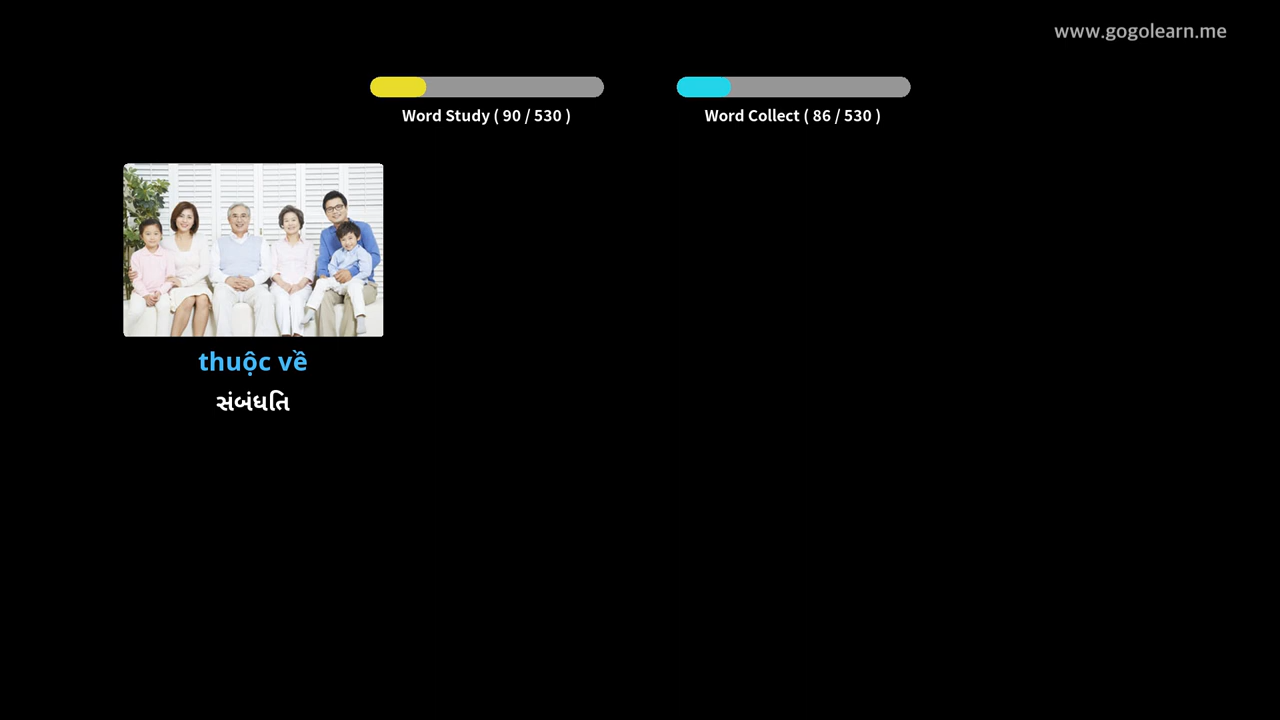 www.gogolearn.me
Word Study ( 90 / 530 )
Word Collect ( 86 / 530 )
thuộc về
સંબંધતિ